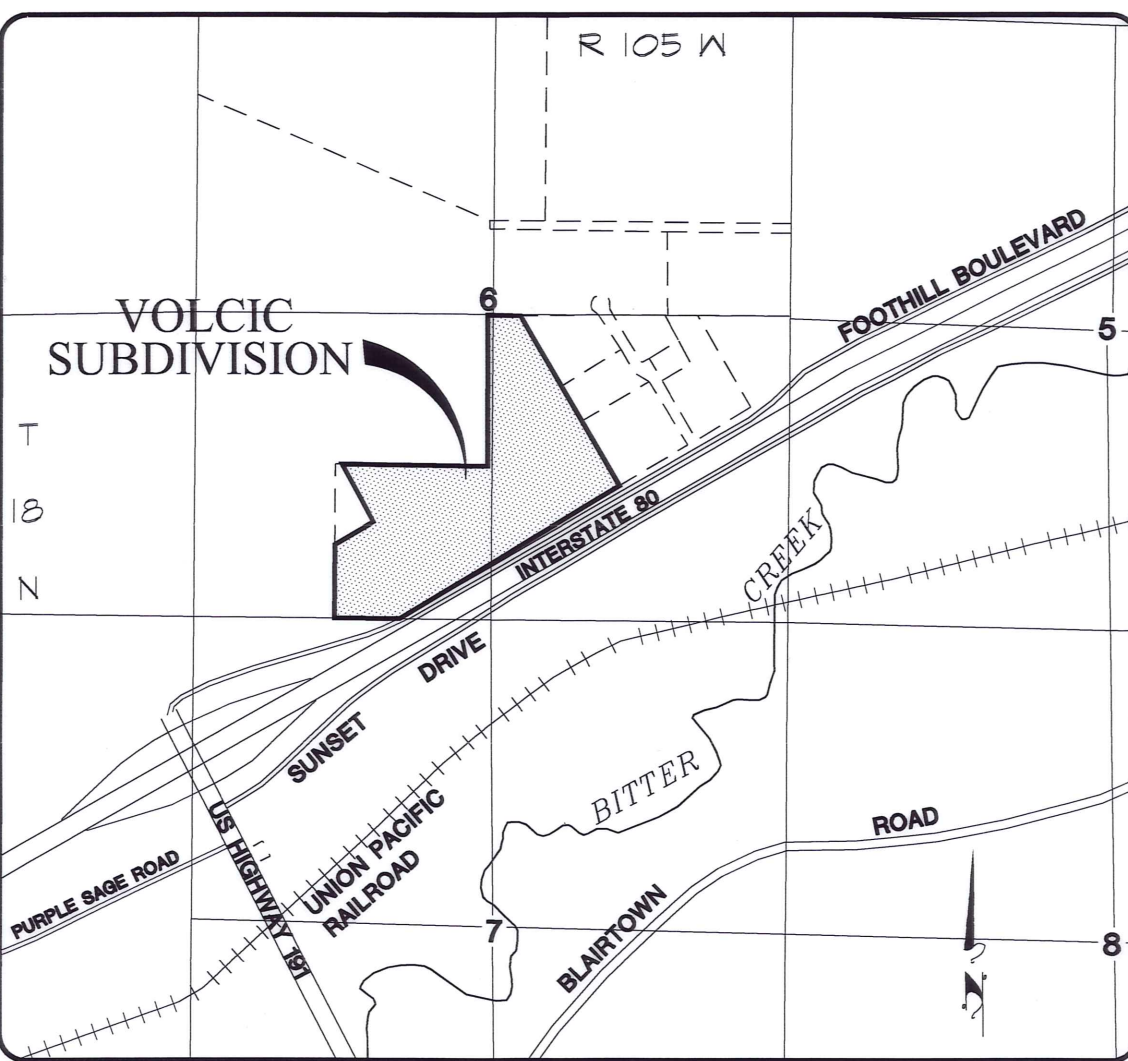 R 105 W
FOOTHILL BOULEVARD
6
VOLCIC
SUBDIVISION
5
T
18
N
INTERSTATE 80
CREEK
DRIVE
SUNSET
BITTER
US HIGHWAY 191
UNION PACIFIC
RAILROAD
ROAD
PURPLE SAGE ROAD
7
BLAIRTOWN
8
N